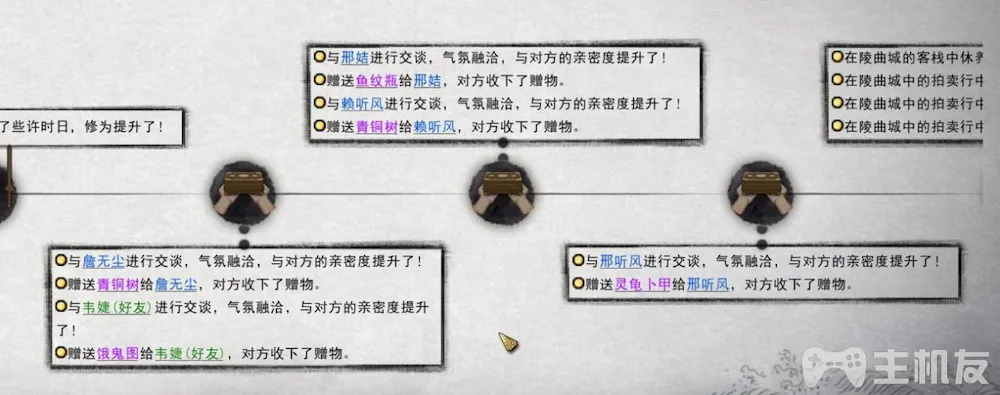 了些许时日，修为提升了！
与詹无尘进行交谈，气氛融洽，与对方的亲密度提升了！
赠送青铜树给詹无尘，对方收下了赠物。
与韦婕(好友)进行交谈，气氛融洽，与对方的亲密度提升
了！
赠送饿鬼图给韦婕(好友)，对方收下了赠物。
与邢姞进行交谈，气氛融洽，与对方的亲密度提升了！
赠送鱼纹瓶给邢姞，对方收下了赠物。
与赖听风进行交谈，气氛融洽，与对方的亲密度提升了！
赠送青铜树给赖听风，对方收下了赠物。
与邢听风进行交谈，气氛融洽，与对方的亲密度提升了！
赠送灵龟卜甲给邢听风，对方收下了赠物。
在陵曲城的客栈中休养
在陵曲城中的拍卖行中
在陵曲城中的拍卖行中
在陵曲城中的拍卖行中
主机友